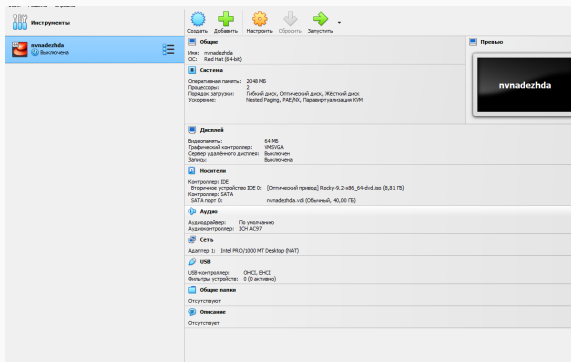 Инструменты
nvnadezhda
Выключена
Создать Добавить Настроить Сбросить Запустить
Общие
Имя: nvnadezhda
ОС: Red Hat (64-bit)
Система
Оперативная память: 2048 МБ
Процессоры: 2
Порядок загрузки: Гибкий диск, Оптический диск, Жёсткий диск
Ускорение: Nested Paging, PAE/NX, Паравиртуализация KVM
Дисплей
Видеопамять: 64 МБ
Графический контроллер: VMSVGA
Сервер удалённого дисплея: Выключен
Запись: Выключена
Носители
Контроллер: IDE
Вторичное устройство IDE 0: [Оптический привод] Rocky-9.2-x86_64-dvd.iso (8,81 ГБ)
Контроллер: SATA
SATA порт 0: nvnadezhda.vdi (Обычный, 40,00 ГБ)
Аудио
Аудиодрайвер: По умолчанию
Аудиоконтроллер: ICH AC97
Сеть
Адаптер 1: Intel PRO/1000 MT Desktop (NAT)
USB
USB-контроллер: OHCI, EHCI
Фильтры устройств: 0 (0 активно)
Общие папки
Отсутствуют
Описание
Отсутствует
Превью
nvnadezhda